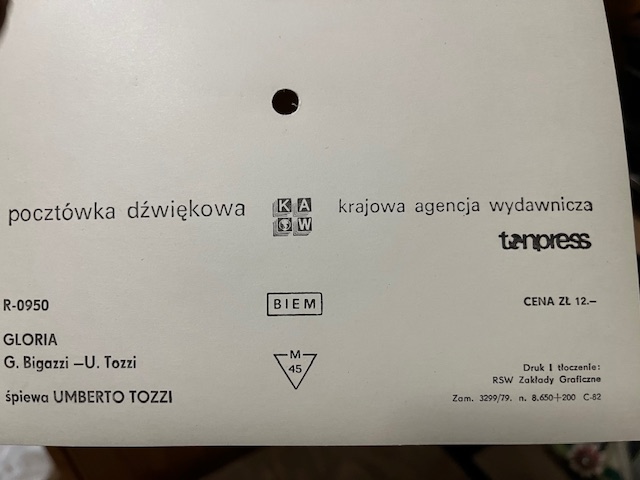 pocztówka dźwiękowa
K A W
krajowa agencja wydawnicza
tonpress
R-0950
BIEM
CENA ZŁ 12.–
GLORIA
G. Bigazzi –U. Tozzi
M
45
śpiewa UMBERTO TOZZI
Druk I tłoczenie:
RSW Zakłady Graficzne
Zam. 3299/79. n. 8.650+200 C-82